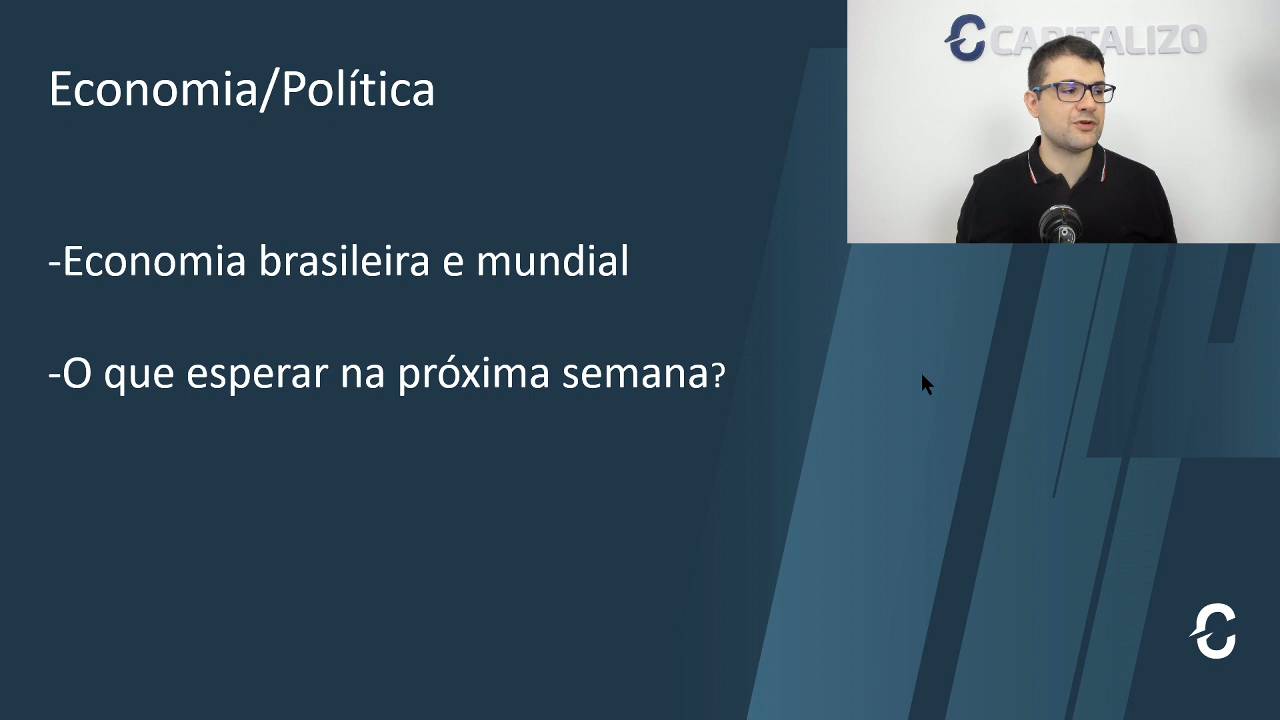 CAPITALIZO
Economia/Política
-Economia brasileira e mundial
-O que esperar na próxima semana?